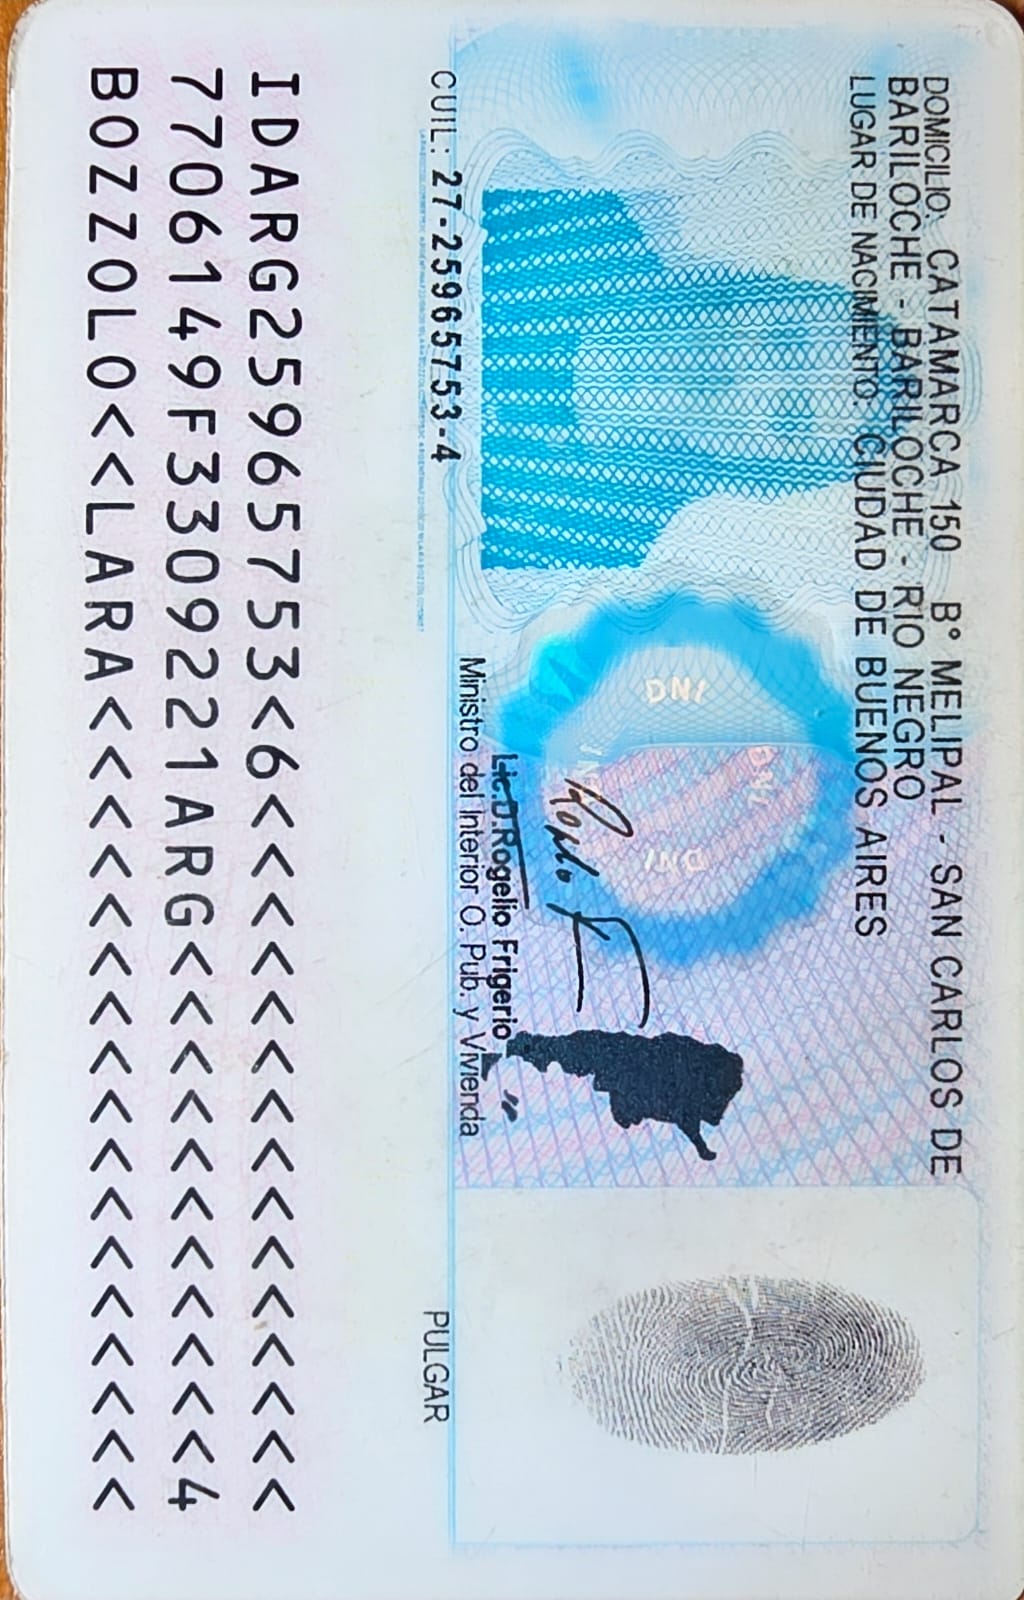 DOMICILIO: CATAMARCA 150 B° MELIPAL - SAN CARLOS DE
BARILOCHE - BARILOCHE - RIO NEGRO
LUGAR DE NACIMIENTO: CIUDAD DE BUENOS AIRES
DNI
DNI
DNI
Lic.D.Rogelio Frigerio
Ministro del Interior O. Pub. y Vivienda
CUIL: 27-25965753-4
PULGAR
IDARG25965753<6<<<<<<<<<<<<<<<
7706149F3309221ARG<<<<<<<<<<<4
BOZZOLO<<LARA<<<<<<<<<<<<<<<<<